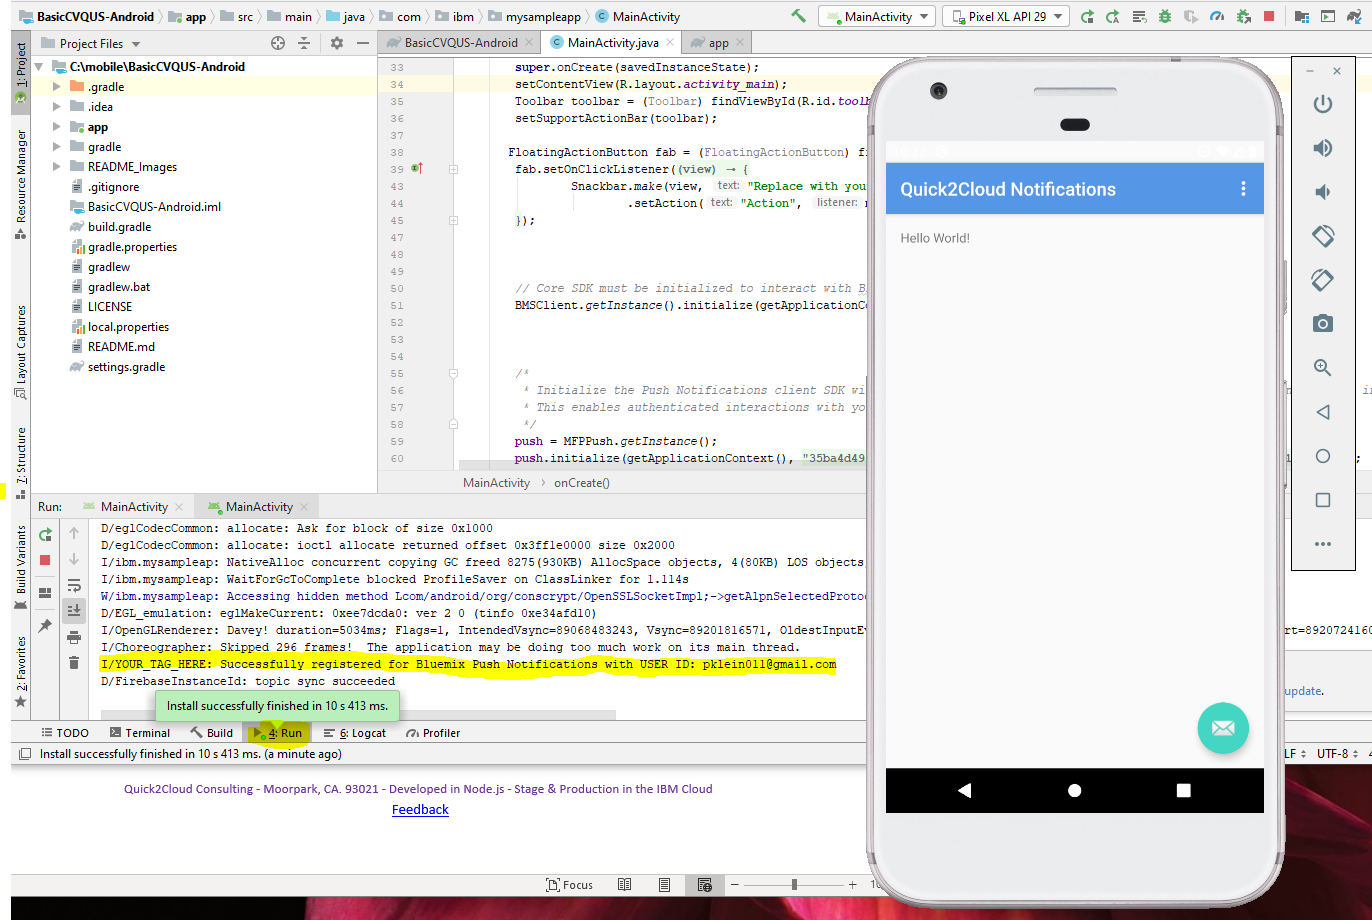 BasicCVQUS-Android app src main java com ibm mysampleapp MainActivity MainActivity Pixel XL API 29
1: Project
Resource Manager
Layout Captures
7: Structure
Build Variants
2: Favorites
Project Files
C:\mobile\BasicCVQUS-Android
.gradle
.idea
app
gradle
README_Images
.gitignore
BasicCVQUS-Android.iml
build.gradle
gradle.properties
gradlew
gradlew.bat
LICENSE
local.properties
README.md
settings.gradle
BasicCVQUS-Android MainActivity.java app
33 super.onCreate(savedInstanceState);
34 setContentView(R.layout.activity_main);
35 Toolbar toolbar = (Toolbar) findViewById(R.id.toolb
36 setSupportActionBar(toolbar);
37
38 FloatingActionButton fab = (FloatingActionButton) fi
39 fab.setOnClickListener((view) → {
43 Snackbar.make(view, text: "Replace with you
44 .setAction( text: "Action", listener:
45 });
47
48
49
50 // Core SDK must be initialized to interact with B
51 BMSClient.getInstance().initialize(getApplicationCo
52
53
54
55 /*
56 * Initialize the Push Notifications client SDK wi
57 * This enables authenticated interactions with yo
58 */
59 push = MFPPush.getInstance();
60 push.initialize(getApplicationContext(), "35ba4d49
MainActivity onCreate()
Quick2Cloud Notifications
Hello World!
Run: MainActivity MainActivity
D/eglCodecCommon: allocate: Ask for block of size 0x1000
D/eglCodecCommon: allocate: ioctl allocate returned offset 0x3ff1e0000 size 0x2000
I/ibm.mysampleap: NativeAlloc concurrent copying GC freed 8275(930KB) AllocSpace objects, 4(80KB) LOS objects,
I/ibm.mysampleap: WaitForGcToComplete blocked ProfileSaver on ClassLinker for 1.114s
W/ibm.mysampleap: Accessing hidden method Lcom/android/org/conscrypt/OpenSSLSocketImpl;->getAlpnSelectedProtoc
D/EGL_emulation: eglMakeCurrent: 0xee7dcda0: ver 2 0 (tinfo 0xe34afd10)
I/OpenGLRenderer: Davey! duration=5034ms; Flags=1, IntendedVsync=89068483243, Vsync=89201816571, OldestInputEv rt=8920724160
I/Choreographer: Skipped 296 frames! The application may be doing too much work on its main thread.
I/YOUR_TAG_HERE: Successfully registered for Bluemix Push Notifications with USER ID: pklein011@gmail.com
D/FirebaseInstanceId: topic sync succeeded
update.
Install successfully finished in 10 s 413 ms.
TODO Terminal Build 4: Run 6: Logcat Profiler
Install successfully finished in 10 s 413 ms. (a minute ago) LF UTF-8
Quick2Cloud Consulting - Moorpark, CA. 93021 - Developed in Node.js - Stage & Production in the IBM Cloud
Feedback
Focus